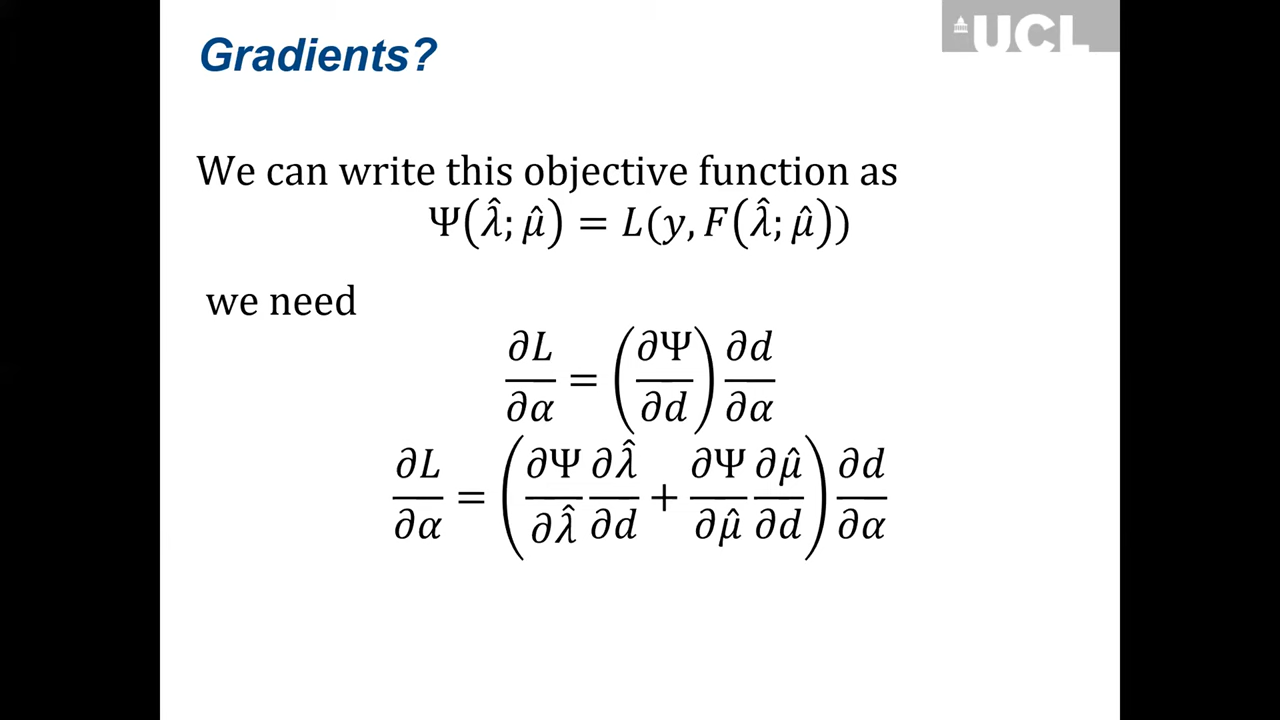 Gradients?
UCL
We can write this objective function as
Ψ(λ̂; μ̂) = L(y, F(λ̂; μ̂))
we need
∂L/∂α = (∂Ψ/∂d) ∂d/∂α
∂L/∂α = (∂Ψ/∂λ̂ ∂λ̂/∂d + ∂Ψ/∂μ̂ ∂μ̂/∂d) ∂d/∂α